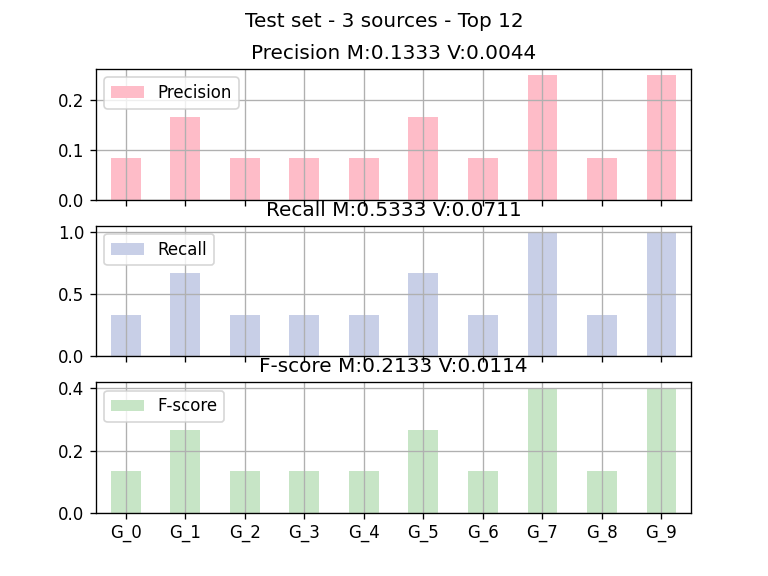 Test set - 3 sources - Top 12
Precision M:0.1333 V:0.0044
Precision
0.2
0.1
0.0
Recall M:0.5333 V:0.0711
Recall
1.0
0.5
0.0
F-score M:0.2133 V:0.0114
F-score
0.4
0.2
0.0
G_0 G_1 G_2 G_3 G_4 G_5 G_6 G_7 G_8 G_9